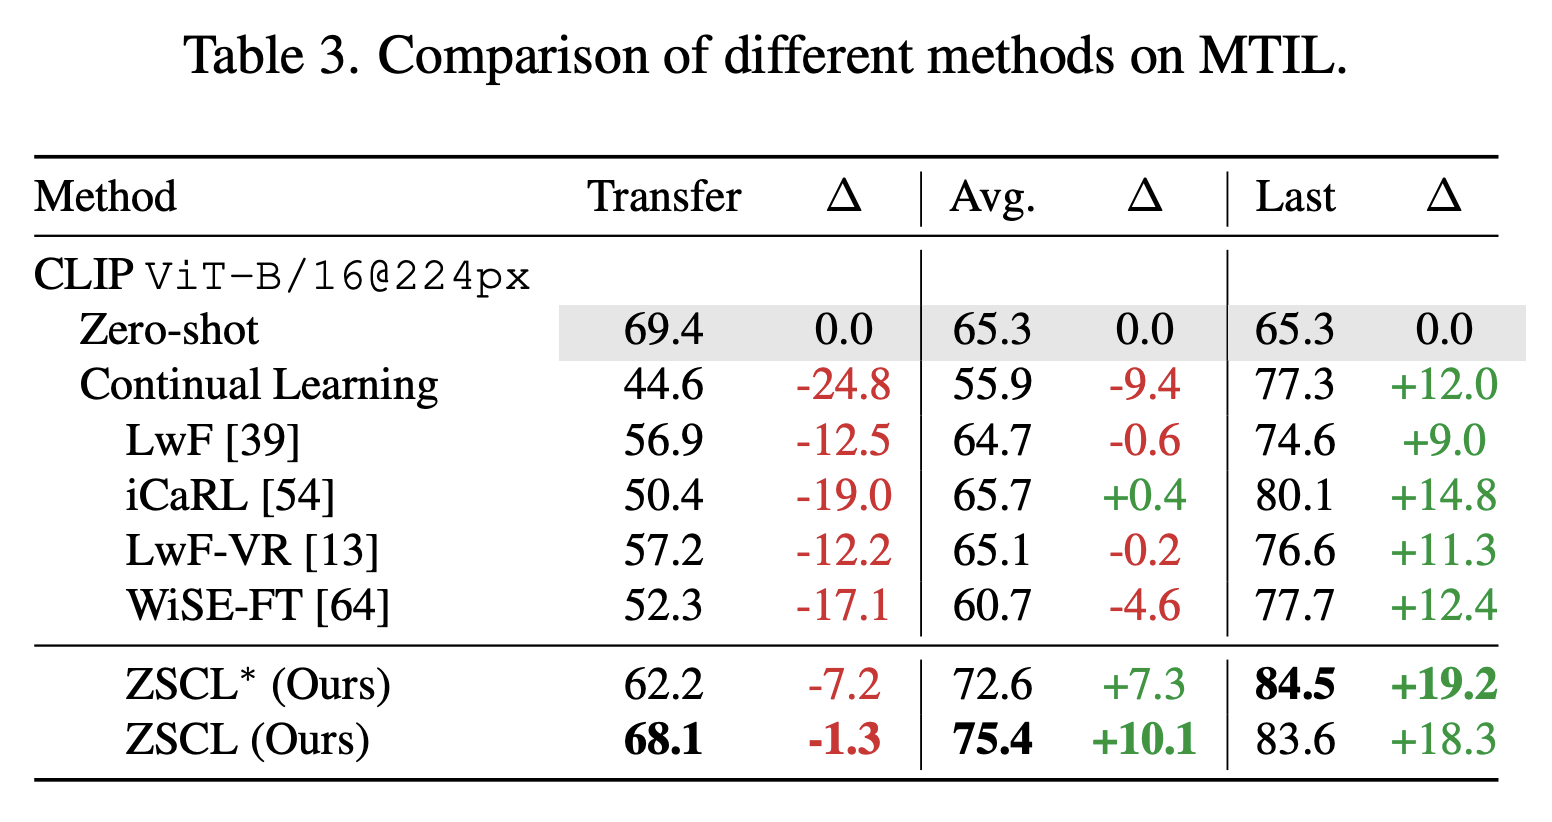 Table 3. Comparison of different methods on MTIL.
Method Transfer Δ Avg. Δ Last Δ
CLIP ViT-B/16@224px
Zero-shot 69.4 0.0 65.3 0.0 65.3 0.0
Continual Learning 44.6 -24.8 55.9 -9.4 77.3 +12.0
LwF [39] 56.9 -12.5 64.7 -0.6 74.6 +9.0
iCaRL [54] 50.4 -19.0 65.7 +0.4 80.1 +14.8
LwF-VR [13] 57.2 -12.2 65.1 -0.2 76.6 +11.3
WiSE-FT [64] 52.3 -17.1 60.7 -4.6 77.7 +12.4
ZSCL* (Ours) 62.2 -7.2 72.6 +7.3 84.5 +19.2
ZSCL (Ours) 68.1 -1.3 75.4 +10.1 83.6 +18.3